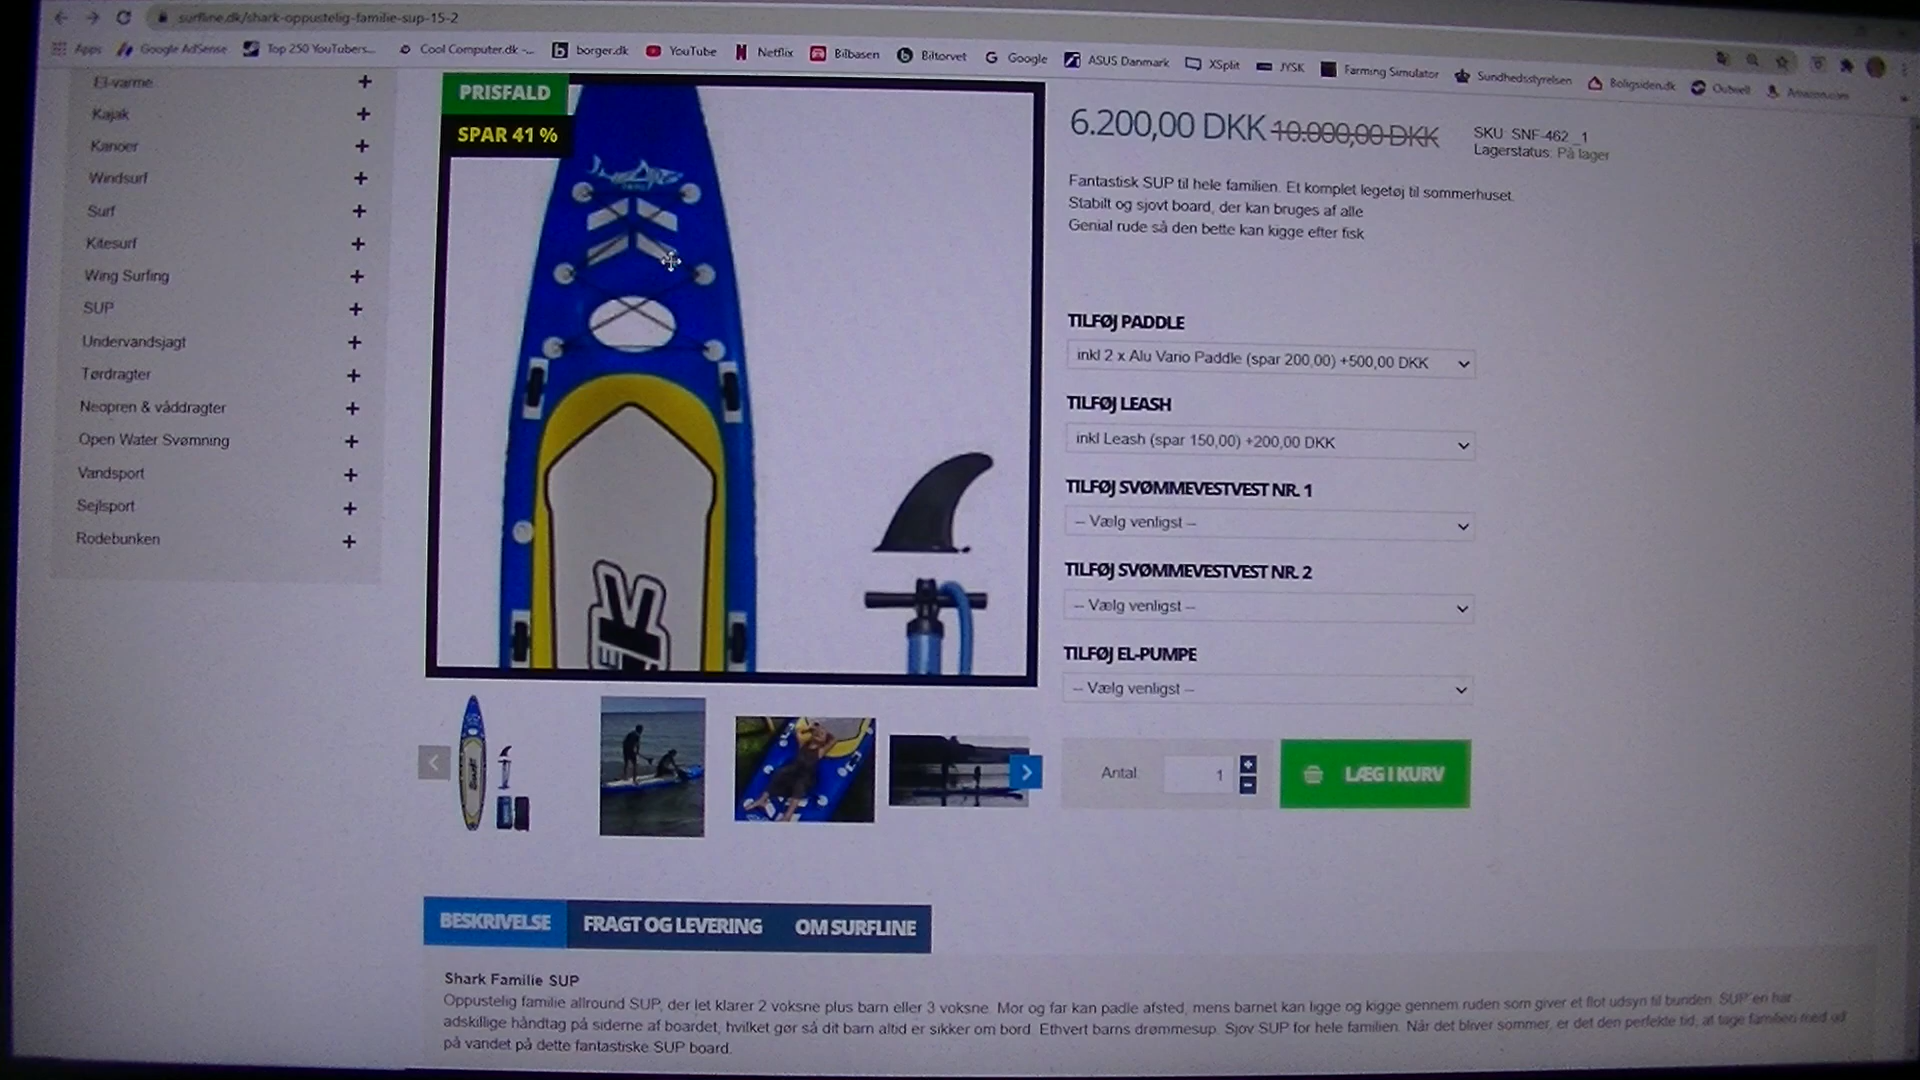 surfline.dk/shark-oppustelig-familie-sup-15-2
Apps Google AdSense Top 250 YouTubers... Cool Computer.dk -... borger.dk YouTube Netflix Bilbasen Biltorvet Google ASUS Danmark XSplit JYSK Farming Simulator Sundhedsstyrelsen Boligsiden.dk Outwell Amazon.com
El-varme
Kajak
Kanoer
Windsurf
Surf
Kitesurf
Wing Surfing
SUP
Undervandsjagt
Tørdragter
Neopren & våddragter
Open Water Svømning
Vandsport
Sejlsport
Rodebunken
PRISFALD
SPAR 41 %
6.200,00 DKK 10.000,00 DKK
SKU: SNF-462_1
Lagerstatus: På lager
Fantastisk SUP til hele familien. Et komplet legetøj til sommerhuset.
Stabilt og sjovt board, der kan bruges af alle
Genial rude så den bette kan kigge efter fisk
TILFØJ PADDLE
inkl 2 x Alu Vario Paddle (spar 200,00) +500,00 DKK
TILFØJ LEASH
inkl Leash (spar 150,00) +200,00 DKK
TILFØJ SVØMMEVESTVEST NR. 1
-- Vælg venligst --
TILFØJ SVØMMEVESTVEST NR. 2
-- Vælg venligst --
TILFØJ EL-PUMPE
-- Vælg venligst --
Antal 1
LÆG I KURV
BESKRIVELSE FRAGT OG LEVERING OM SURFLINE
Shark Familie SUP
Oppustelig familie allround SUP, der let klarer 2 voksne plus barn eller 3 voksne. Mor og far kan padle afsted, mens barnet kan ligge og kigge gennem ruden som giver et flot udsyn til bunden. SUP'en har
adskillige håndtag på siderne af boardet, hvilket gør så dit barn altid er sikker om bord. Ethvert barns drømmesup. Sjov SUP for hele familien. Når det bliver sommer, er det den perfekte tid, at tage familien med ud
på vandet på dette fantastiske SUP board.